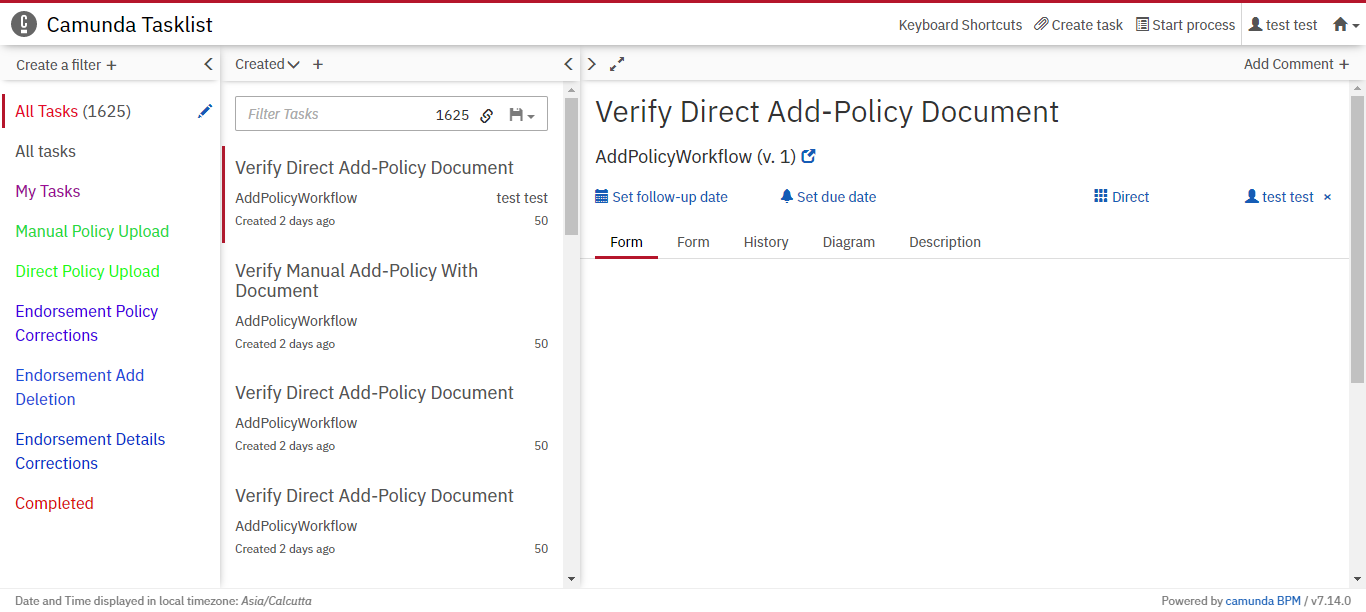 Camunda Tasklist
Keyboard Shortcuts Create task Start process test test
Create a filter +
Created +
Add Comment +
All Tasks (1625)
All tasks
My Tasks
Manual Policy Upload
Direct Policy Upload
Endorsement Policy
Corrections
Endorsement Add
Deletion
Endorsement Details
Corrections
Completed
Filter Tasks 1625
Verify Direct Add-Policy Document
AddPolicyWorkflow test test
Created 2 days ago 50
Verify Manual Add-Policy With
Document
AddPolicyWorkflow
Created 2 days ago 50
Verify Direct Add-Policy Document
AddPolicyWorkflow
Created 2 days ago 50
Verify Direct Add-Policy Document
AddPolicyWorkflow
Created 2 days ago 50
Verify Direct Add-Policy Document
AddPolicyWorkflow (v. 1)
Set follow-up date Set due date Direct test test ×
Form Form History Diagram Description
Date and Time displayed in local timezone: Asia/Calcutta
Powered by camunda BPM / v7.14.0